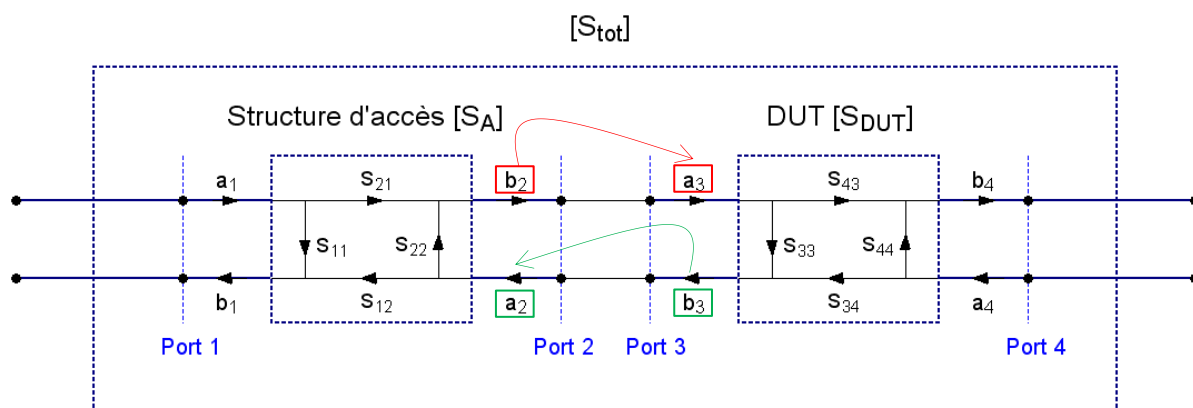 [Stot]
Structure d'accès [SA]
DUT [SDUT]
a1 S21 b2 a3 S43 b4
S11 S22 S33 S44
b1 S12 a2 b3 S34 a4
Port 1 Port 2 Port 3 Port 4